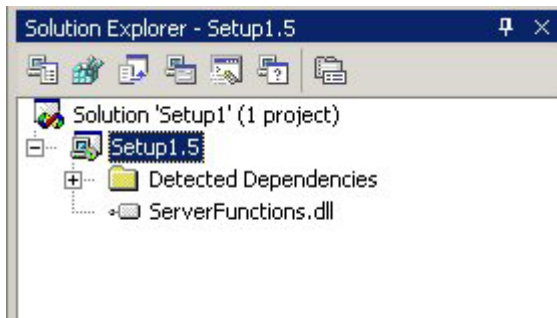 Solution Explorer - Setup1.5
Solution 'Setup1' (1 project)
Setup1.5
Detected Dependencies
ServerFunctions.dll